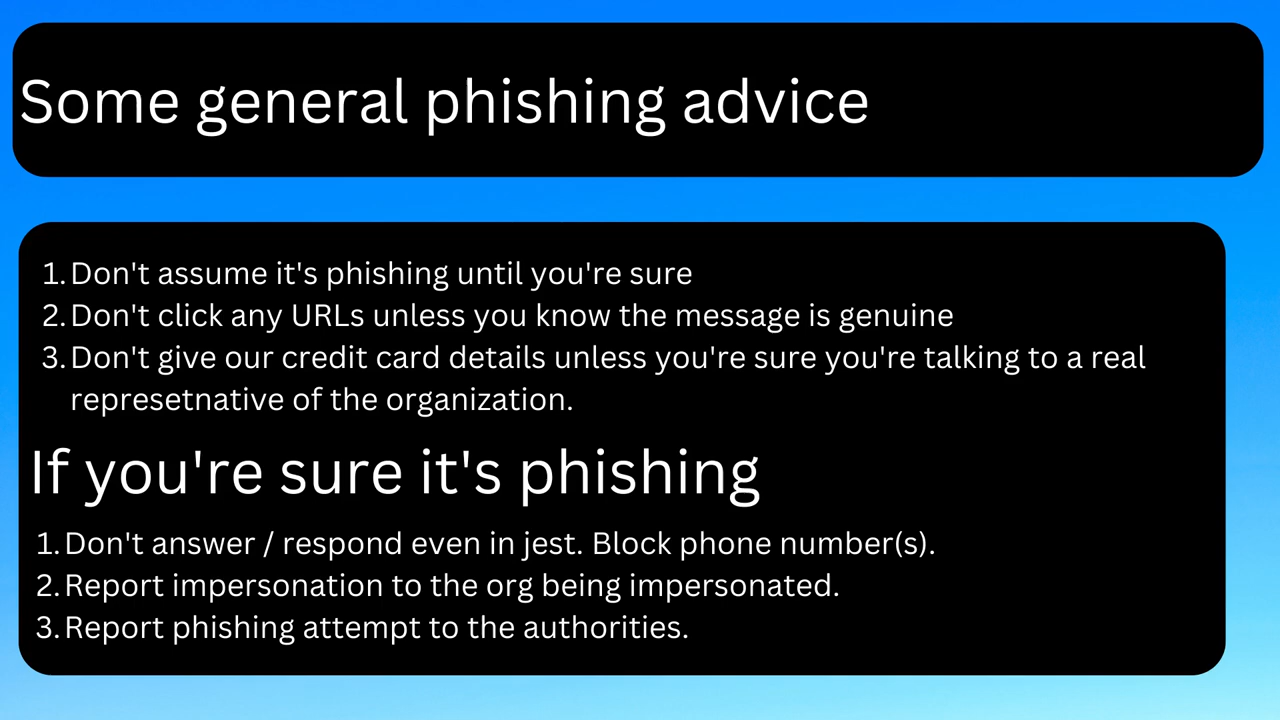 Some general phishing advice
1. Don't assume it's phishing until you're sure
2. Don't click any URLs unless you know the message is genuine
3. Don't give our credit card details unless you're sure you're talking to a real
represetnative of the organization.
If you're sure it's phishing
1. Don't answer / respond even in jest. Block phone number(s).
2. Report impersonation to the org being impersonated.
3. Report phishing attempt to the authorities.